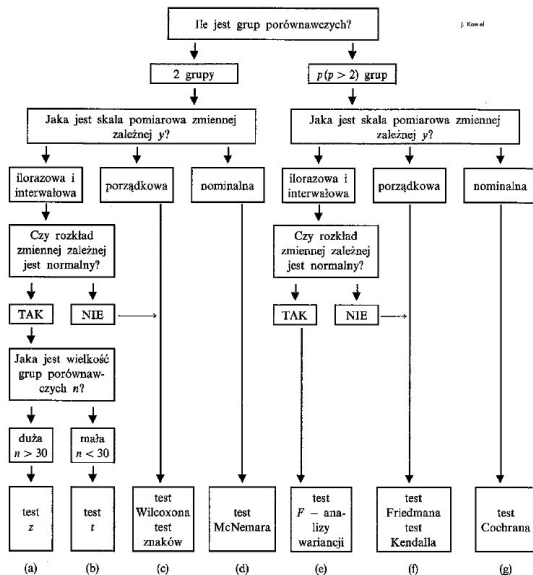 Ile jest grup porównawczych?
J. Kowal
2 grupy
p(p > 2) grup
Jaka jest skala pomiarowa zmiennej
zależnej y?
Jaka jest skala pomiarowa zmiennej
zależnej y?
ilorazowa i
interwałowa
porządkowa
nominalna
ilorazowa i
interwałowa
porządkowa
nominalna
Czy rozkład
zmiennej zależnej
jest normalny?
Czy rozkład
zmiennej zależnej
jest normalny?
TAK
NIE
TAK
NIE
Jaka jest wielkość
grup porównaw-
czych n?
duża
n > 30
mała
n < 30
test
z
test
t
test
Wilcoxona
test
znaków
test
McNemara
test
F – ana-
lizy
wariancji
test
Friedmana
test
Kendalla
test
Cochrana
(a)
(b)
(c)
(d)
(e)
(f)
(g)